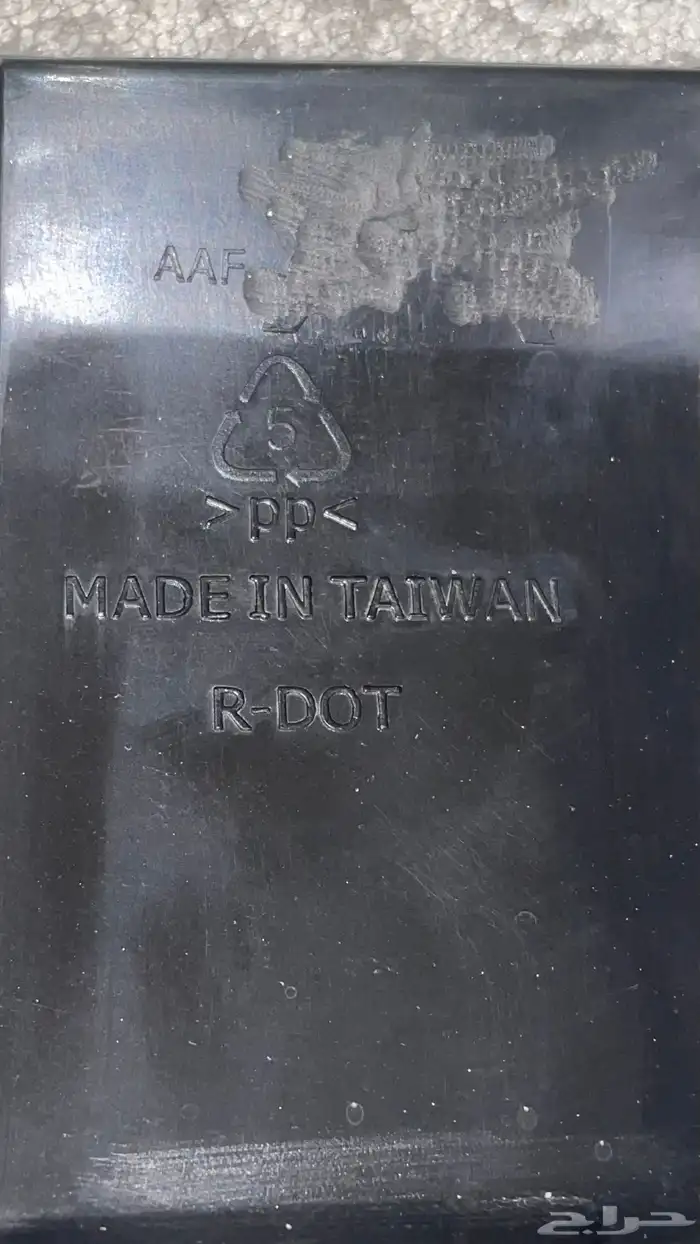 AAF
5
>pp<
MADE IN TAIWAN
R-DOT
حراج